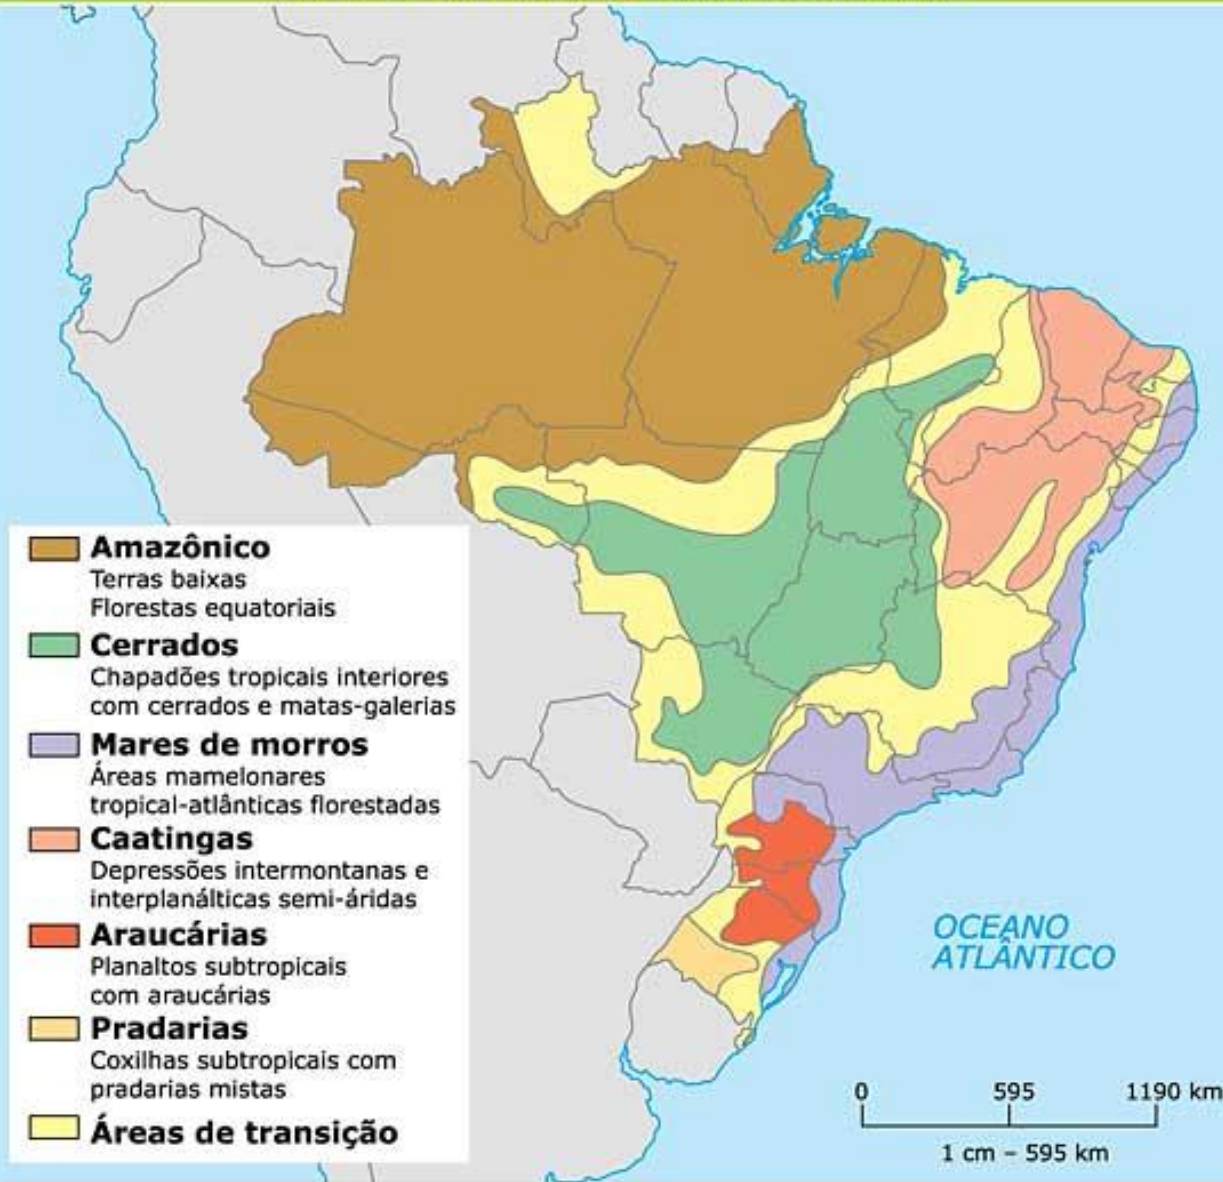 Amazônico
Terras baixas
Florestas equatoriais
Cerrados
Chapadões tropicais interiores
com cerrados e matas-galerias
Mares de morros
Áreas mamelonares
tropical-atlânticas florestadas
Caatingas
Depressões intermontanas e
interplanálticas semi-áridas
Araucárias
Planaltos subtropicais
com araucárias
Pradarias
Coxilhas subtropicais com
pradarias mistas
Áreas de transição
OCEANO
ATLÂNTICO
0 595 1190 km
1 cm – 595 km